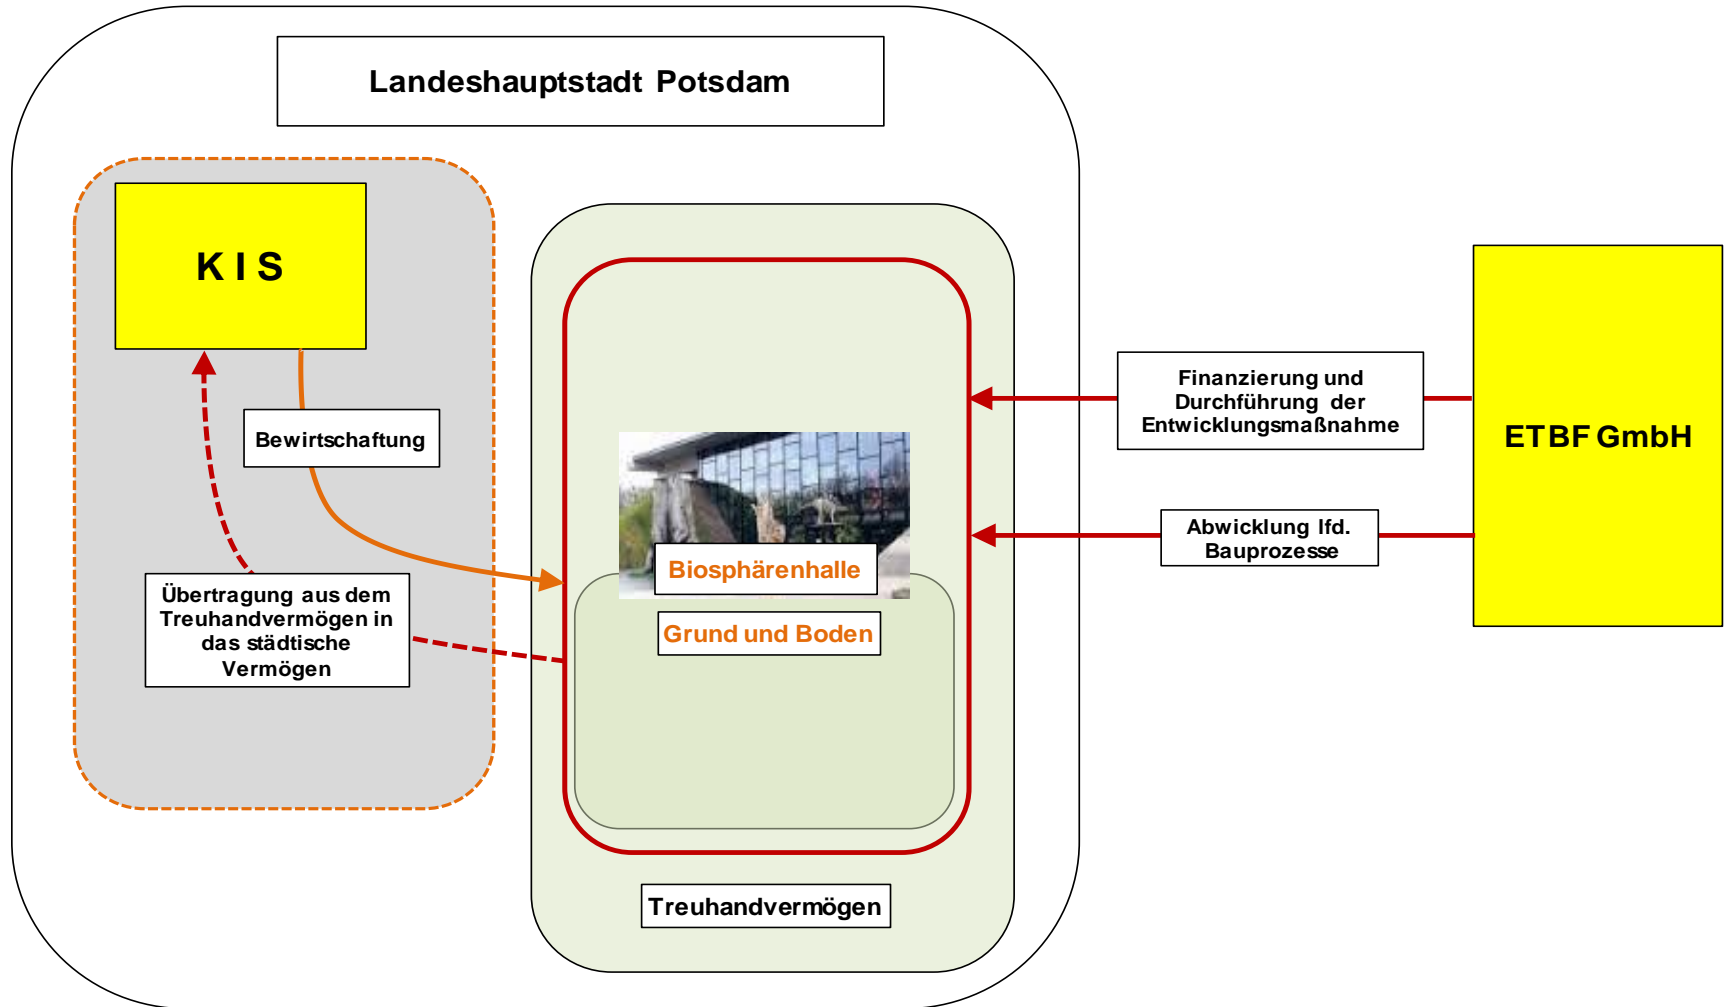 Landeshauptstadt Potsdam
K I S
Bewirtschaftung
Übertragung aus dem
Treuhandvermögen in
das städtische
Vermögen
Biosphärenhalle
Grund und Boden
Treuhandvermögen
Finanzierung und
Durchführung der
Entwicklungsmaßnahme
Abwicklung lfd.
Bauprozesse
ETBF GmbH